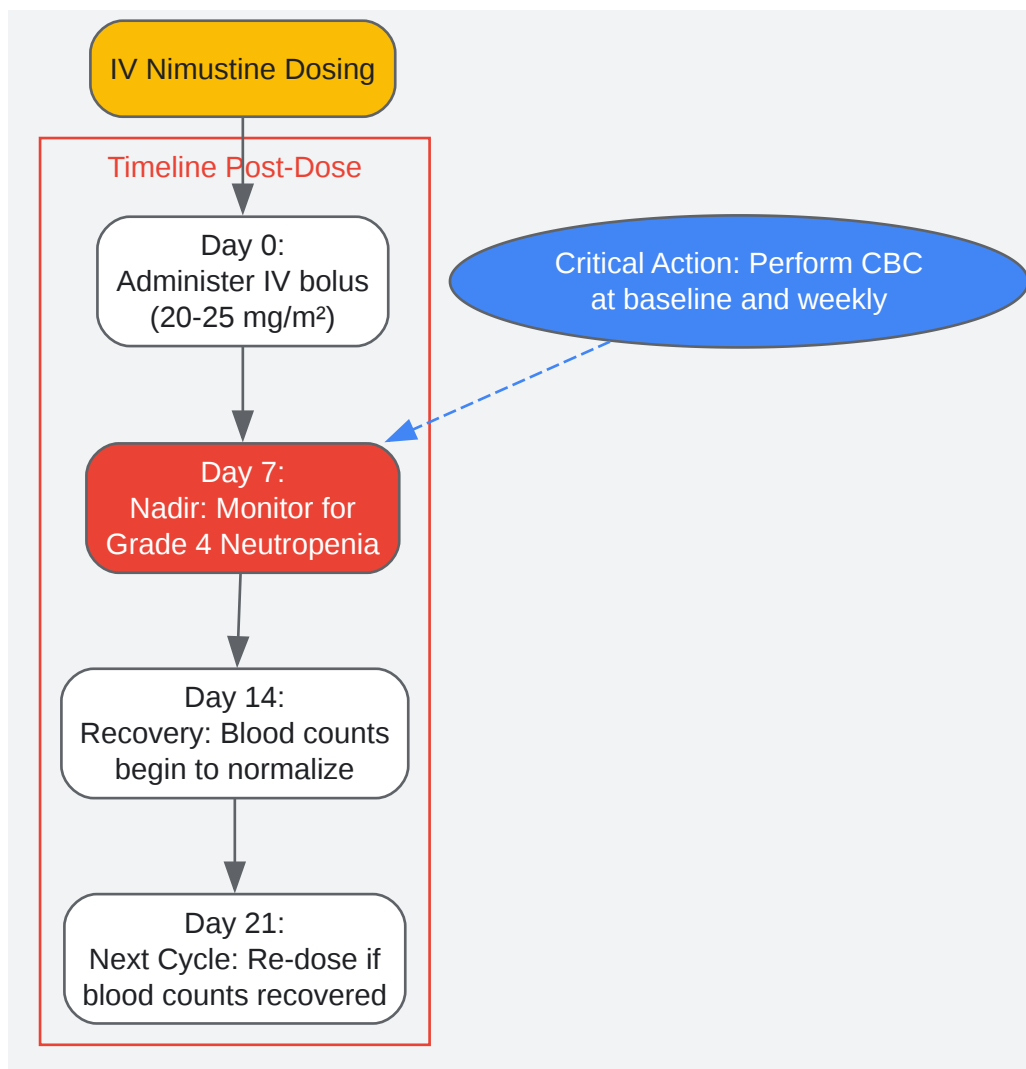 IV Nimustine Dosing
Timeline Post-Dose
Day 0:
Administer IV bolus
(20-25 mg/m²)
Critical Action: Perform CBC
at baseline and weekly
Day 7:
Nadir: Monitor for
Grade 4 Neutropenia
Day 14:
Recovery: Blood counts
begin to normalize
Day 21:
Next Cycle: Re-dose if
blood counts recovered